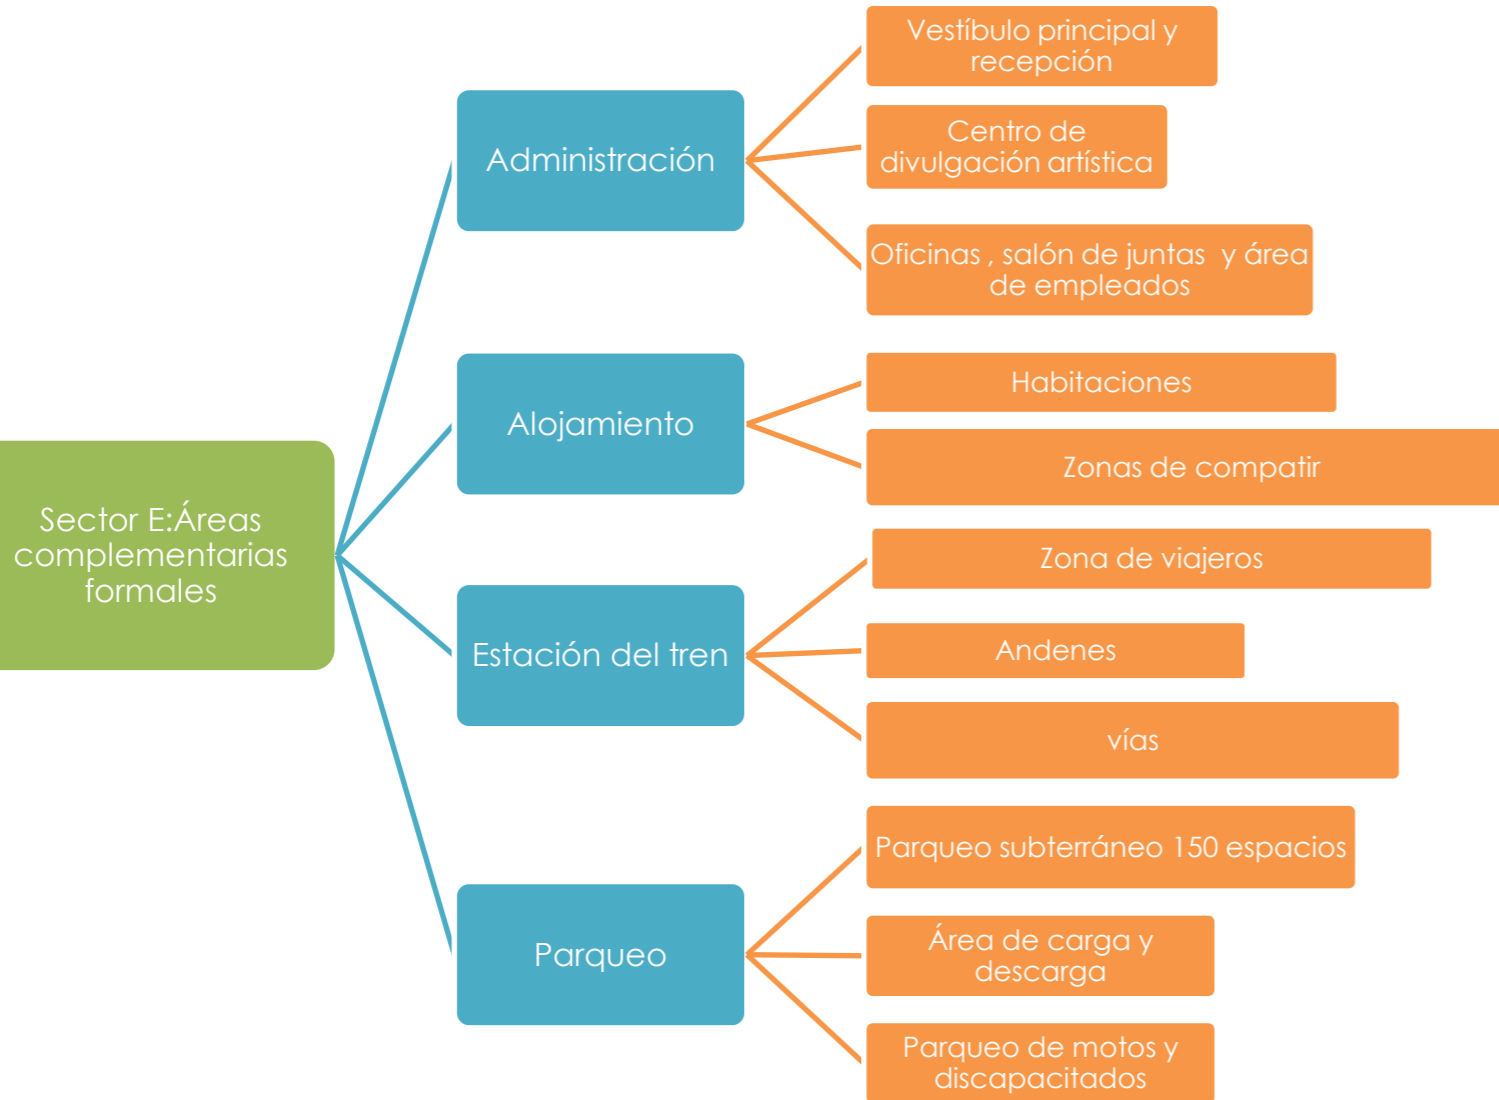 Sector E:Áreas
complementarias
formales
Administración
Vestíbulo principal y
recepción
Centro de
divulgación artística
Oficinas , salón de juntas  y área
de empleados
Alojamiento
Habitaciones
Zonas de compatir
Estación del tren
Zona de viajeros
Andenes
vías
Parqueo
Parqueo subterráneo 150 espacios
Área de carga y
descarga
Parqueo de motos y
discapacitados